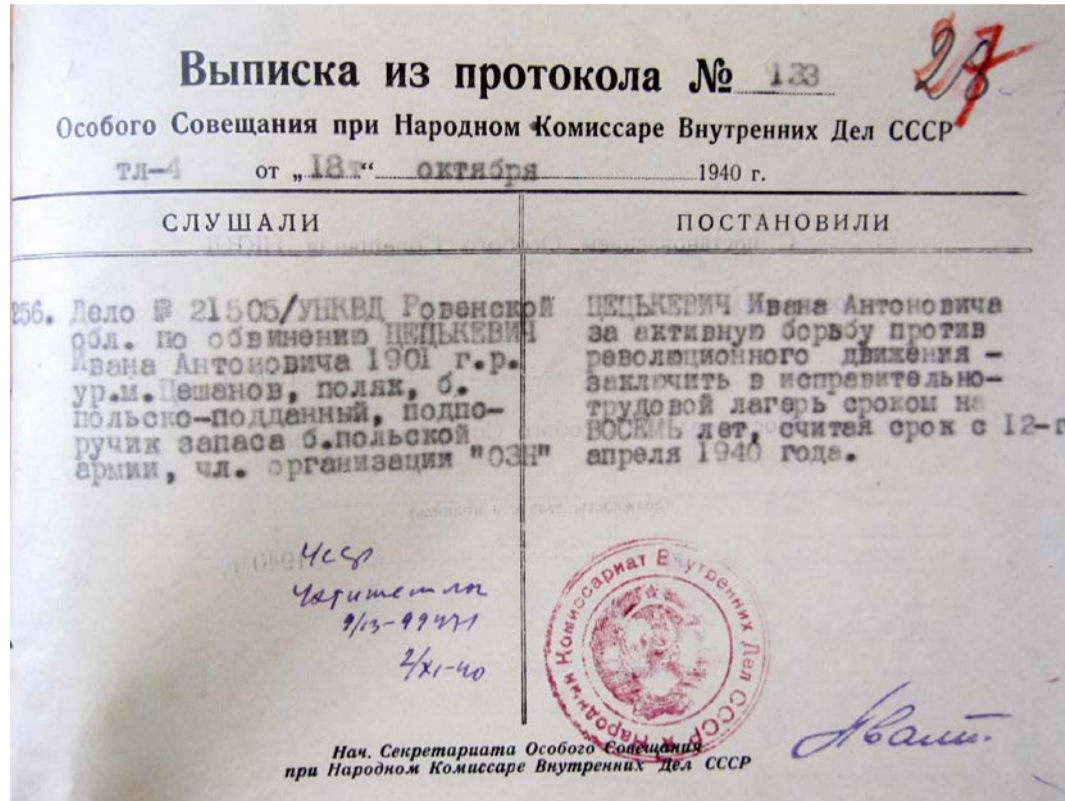 Выписка из протокола № 133
Особого Совещания при Народном Комиссаре Внутренних Дел СССР
тл-4 от „18т“ октября 1940 г.
СЛУШАЛИ
256. Дело № 21505/УНКВД Ровенской
обл. по обвинению ЦЕЦЬКЕВИЧ
Ивана Антоновича 1901 г.р.
ур.м.Цешанов, поляк, б.
польско-подданный, подпо-
ручик запаса б.польской
армии, чл. организации "ОЗН"
ПОСТАНОВИЛИ
ЦЕЦЬКЕВИЧ Ивана Антоновича
за активную борьбу против
революционного движения -
заключить в исправительно-
трудовой лагерь сроком на
ВОСЕМЬ лет, считая срок с 12-г
апреля 1940 года.
2/XI-40
Народный Комиссариат Внутренних Дел СССР
Нач. Секретариата Особого Совещания
при Народном Комиссаре Внутренних Дел СССР